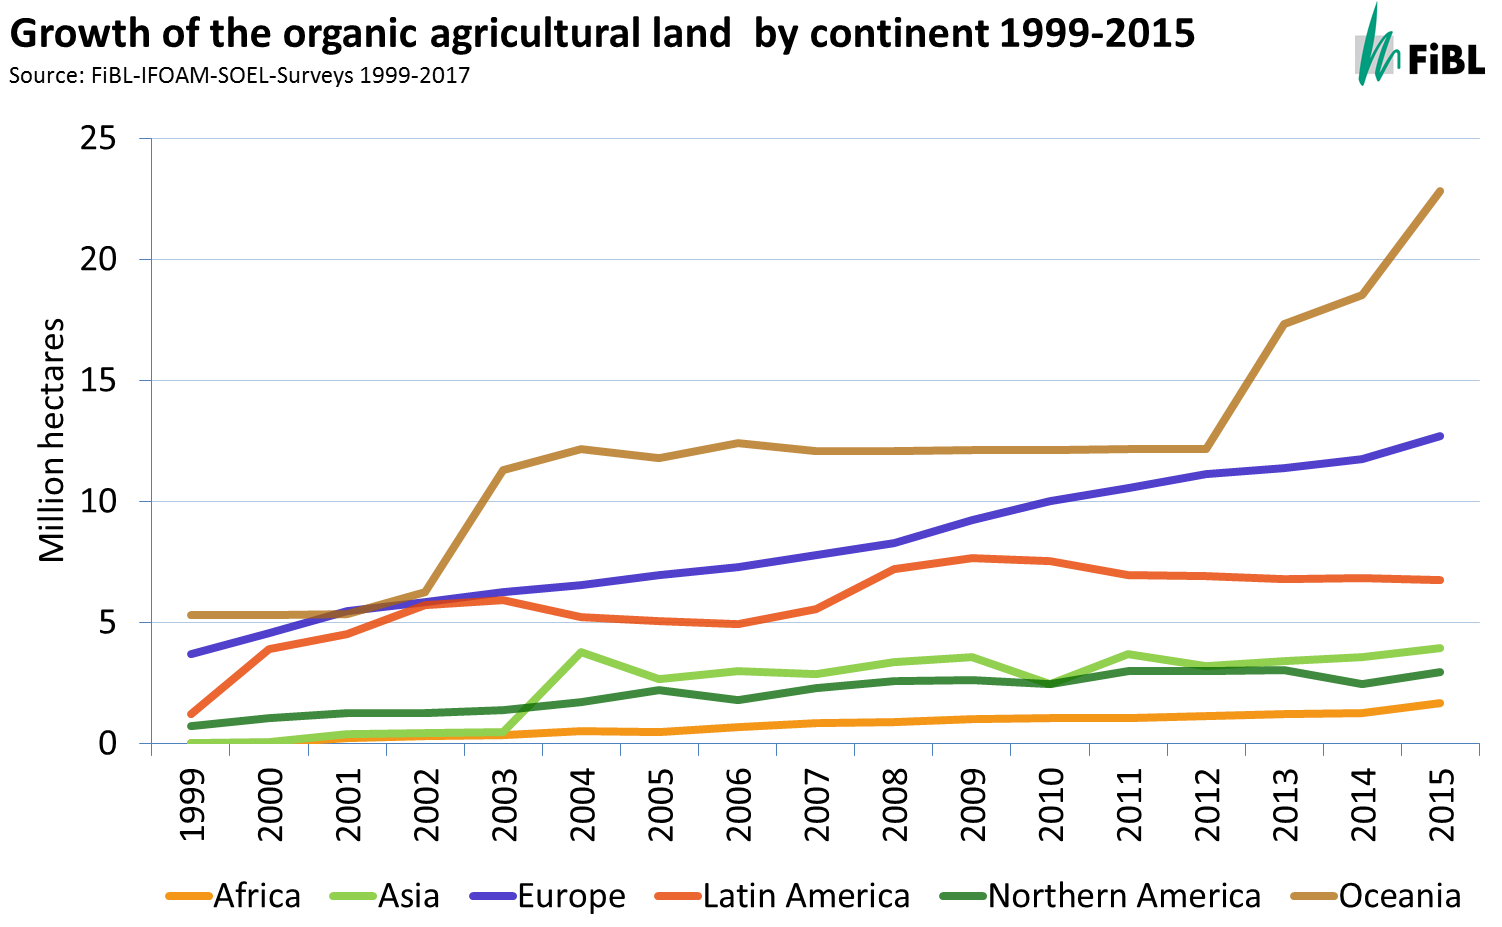 Growth of the organic agricultural land  by continent 1999-2015
Source: FiBL-IFOAM-SOEL-Surveys 1999-2017
FiBL
Million hectares
25
20
15
10
5
0
1999
2000
2001
2002
2003
2004
2005
2006
2007
2008
2009
2010
2011
2012
2013
2014
2015
Africa
Asia
Europe
Latin America
Northern America
Oceania